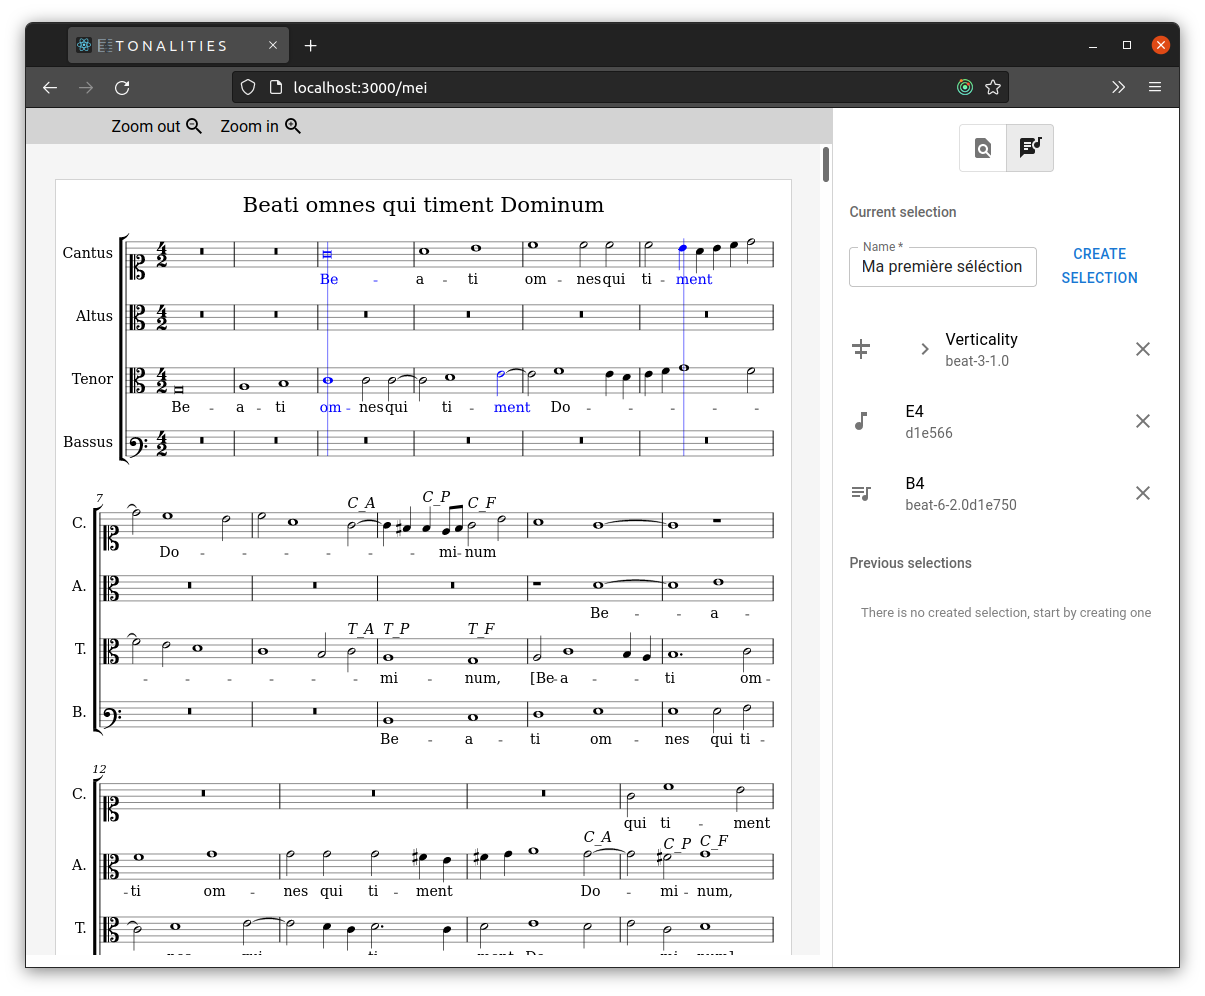 TONALITIES
localhost:3000/mei
Zoom out Zoom in
Beati omnes qui timent Dominum
Cantus
Be - a - ti om - nes qui ti - ment
Altus
Tenor
Be - a - ti om - nes qui ti - ment Do - - - - - -
Bassus
7
C_A C_P C_F
C.
Do - - - - - - mi - num
A.
Be - a -
T_A T_P T_F
T.
- - - - - - mi - num, [Be - a - ti om -
B.
Be - a - ti om - nes qui ti -
12
C.
qui ti - ment
C_A C_P C_F
A.
- ti om - nes qui ti - ment Do - mi - num,
T.
Current selection
Name *
Ma première séléction
CREATE SELECTION
Verticality
beat-3-1.0
E4
d1e566
B4
beat-6-2.0d1e750
Previous selections
There is no created selection, start by creating one